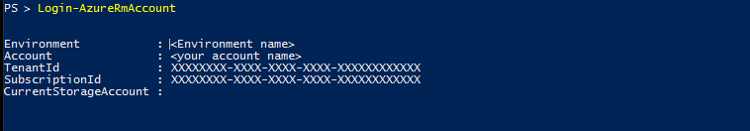 PS > Login-AzureRmAccount
Environment : <Environment name>
Account : <your account name>
TenantId : XXXXXXXX-XXXX-XXXX-XXXX-XXXXXXXXXXXX
SubscriptionId : XXXXXXXX-XXXX-XXXX-XXXX-XXXXXXXXXXXX
CurrentStorageAccount :